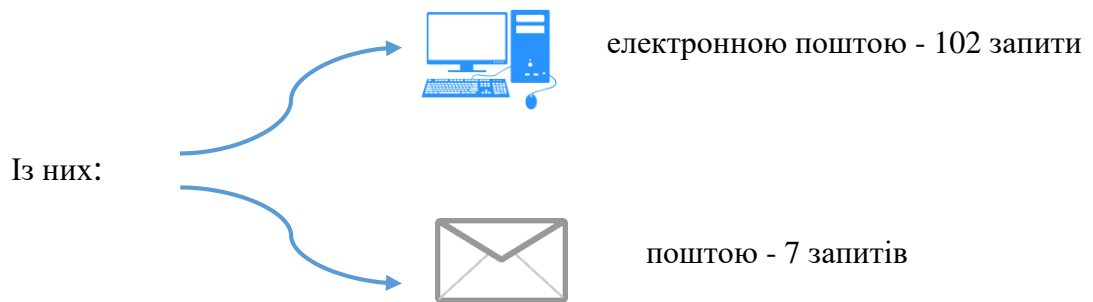 електронною поштою - 102 запити
Із них:
поштою - 7 запитів